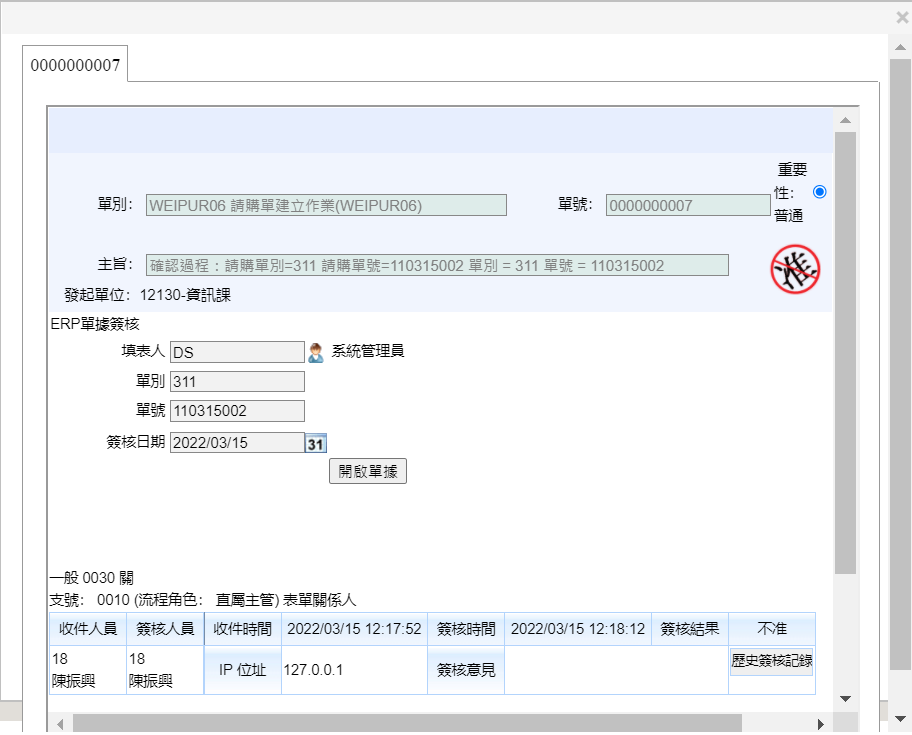 0000000007
重要
單別: WEIPUR06 請購單建立作業(WEIPUR06) 單號: 0000000007 性:
普通
主旨: 確認過程：請購單別=311 請購單號=110315002 單別 = 311 單號 = 110315002
准
發起單位: 12130-資訊課
ERP單據簽核
填表人 DS 系統管理員
單別 311
單號 110315002
簽核日期 2022/03/15 31
開啟單據
一般 0030 關
支號: 0010 (流程角色: 直屬主管) 表單關係人
收件人員 簽核人員 收件時間 2022/03/15 12:17:52 簽核時間 2022/03/15 12:18:12 簽核結果 不准
18 18 歷史簽核記錄
IP 位址 127.0.0.1 簽核意見
陳振興 陳振興